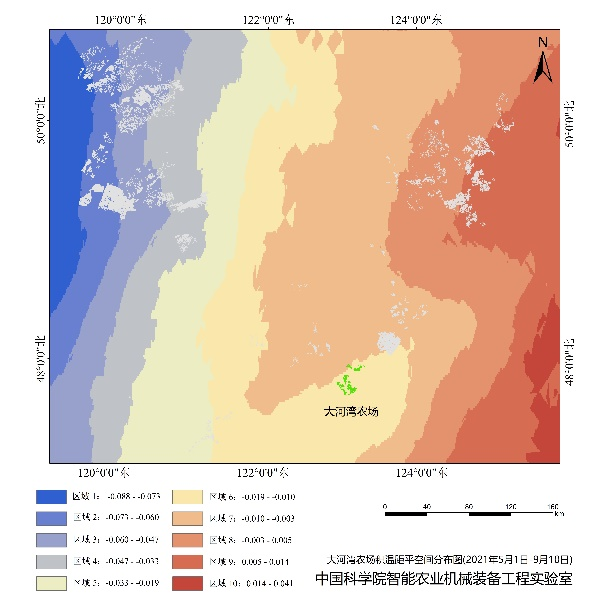 120°0'0"东 122°0'0"东 124°0'0"东
N
50°0'0"北 50°0'0"北
48°0'0"北 48°0'0"北
大河湾农场
120°0'0"东 122°0'0"东 124°0'0"东
区域 1： -0.088 - -0.073 区域 6： -0.019 - -0.010
区域 2： -0.073 - -0.060 区域 7： -0.010 - -0.003
区域 3： -0.060 - -0.047 区域 8： -0.003 - 0.005
区域 4： -0.047 - -0.033 区域 9： 0.005 - 0.014
区域 5： -0.033 - -0.019 区域 10： 0.014 - 0.041
0 40 80 120 160
km
大河湾农场积温距平空间分布图(2021年5月1日-9月10日)
中国科学院智能农业机械装备工程实验室